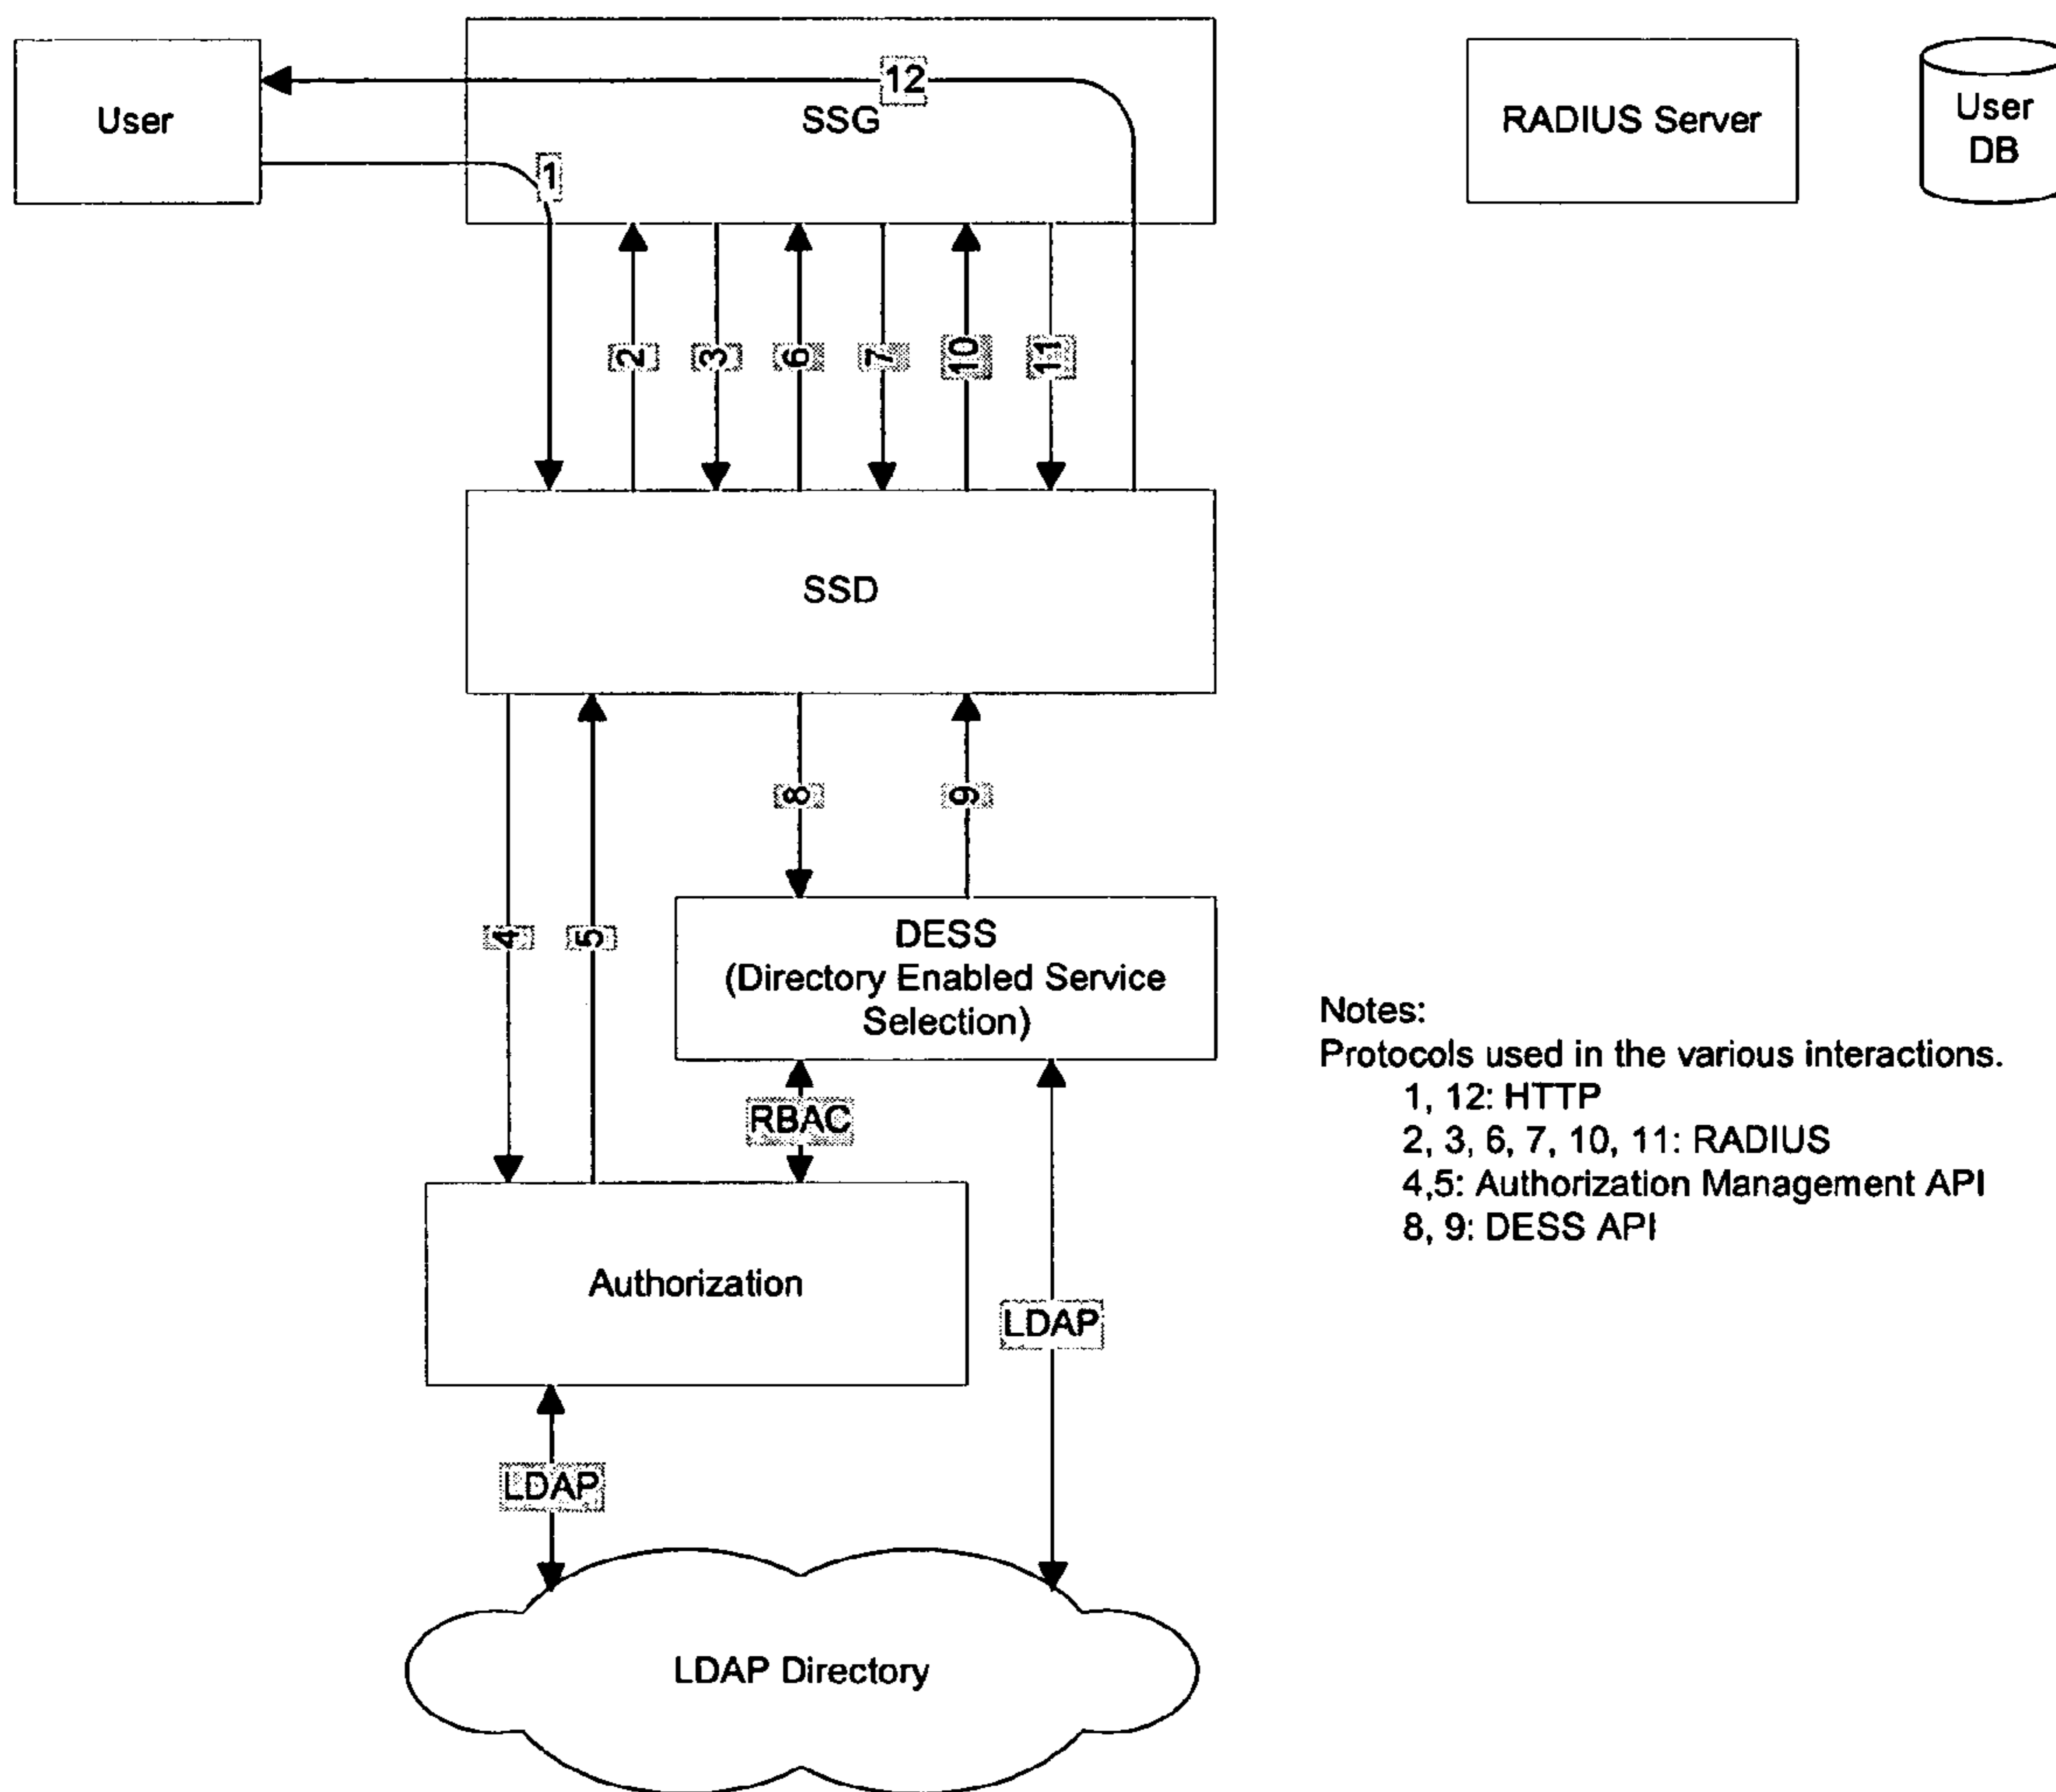 12
User
SSG
RADIUS Server
User
DB
1
2
3
6
7
10
11
SSD
8
9
4
5
DESS
(Directory Enabled Service
Selection)
Notes:
Protocols used in the various interactions.
1, 12: HTTP
2, 3, 6, 7, 10, 11: RADIUS
4,5: Authorization Management API
8, 9: DESS API
RBAC
Authorization
LDAP
LDAP
LDAP Directory